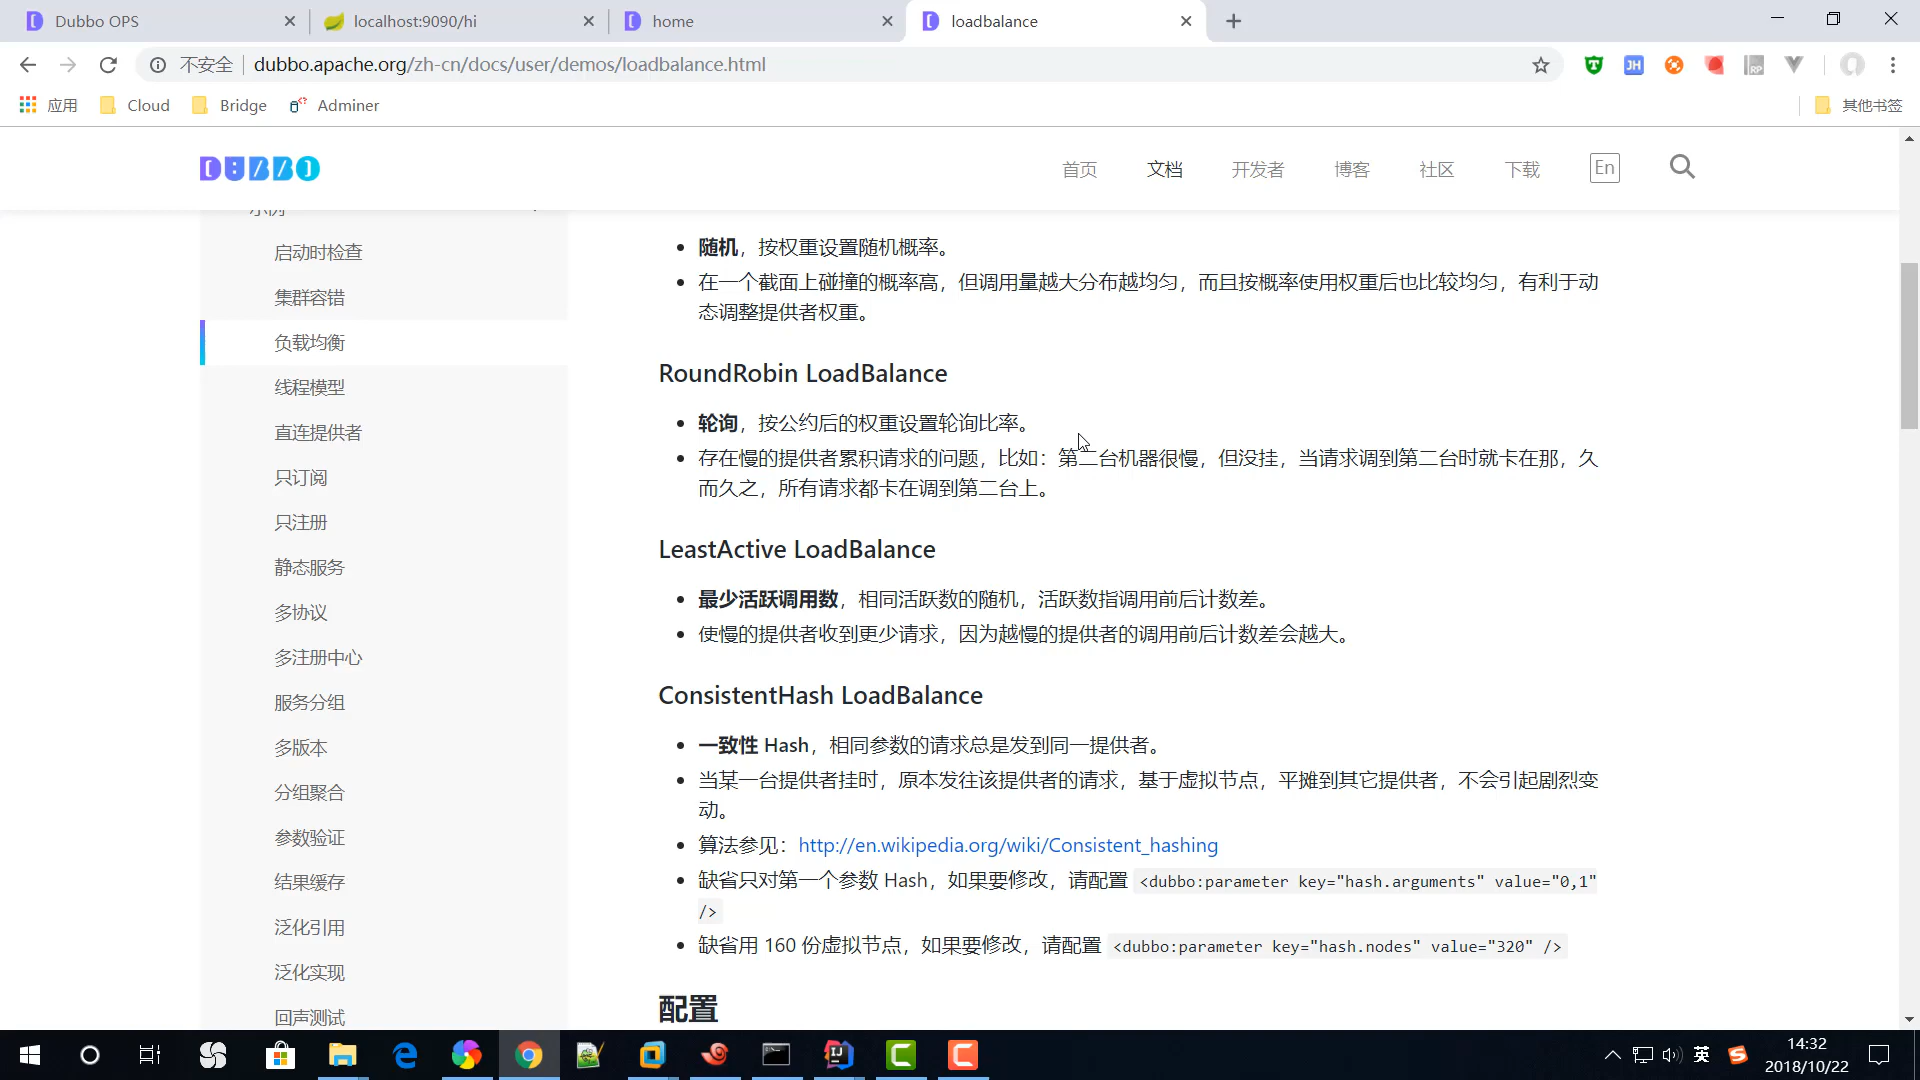 Dubbo OPS
localhost:9090/hi
home
loadbalance
不安全
dubbo.apache.org/zh-cn/docs/user/demos/loadbalance.html
应用
Cloud
Bridge
Adminer
其他书签
DUBBO
首页
文档
开发者
博客
社区
下载
En
示例
启动时检查
集群容错
负载均衡
线程模型
直连提供者
只订阅
只注册
静态服务
多协议
多注册中心
服务分组
多版本
分组聚合
参数验证
结果缓存
泛化引用
泛化实现
回声测试
随机，按权重设置随机概率。
在一个截面上碰撞的概率高，但调用量越大分布越均匀，而且按概率使用权重后也比较均匀，有利于动
态调整提供者权重。
RoundRobin LoadBalance
轮询，按公约后的权重设置轮询比率。
存在慢的提供者累积请求的问题，比如：第二台机器很慢，但没挂，当请求调到第二台时就卡在那，久
而久之，所有请求都卡在调到第二台上。
LeastActive LoadBalance
最少活跃调用数，相同活跃数的随机，活跃数指调用前后计数差。
使慢的提供者收到更少请求，因为越慢的提供者的调用前后计数差会越大。
ConsistentHash LoadBalance
一致性 Hash，相同参数的请求总是发到同一提供者。
当某一台提供者挂时，原本发往该提供者的请求，基于虚拟节点，平摊到其它提供者，不会引起剧烈变
动。
算法参见：http://en.wikipedia.org/wiki/Consistent_hashing
缺省只对第一个参数 Hash，如果要修改，请配置 <dubbo:parameter key="hash.arguments" value="0,1"
/>
缺省用 160 份虚拟节点，如果要修改，请配置 <dubbo:parameter key="hash.nodes" value="320" />
配置
英
14:32
2018/10/22